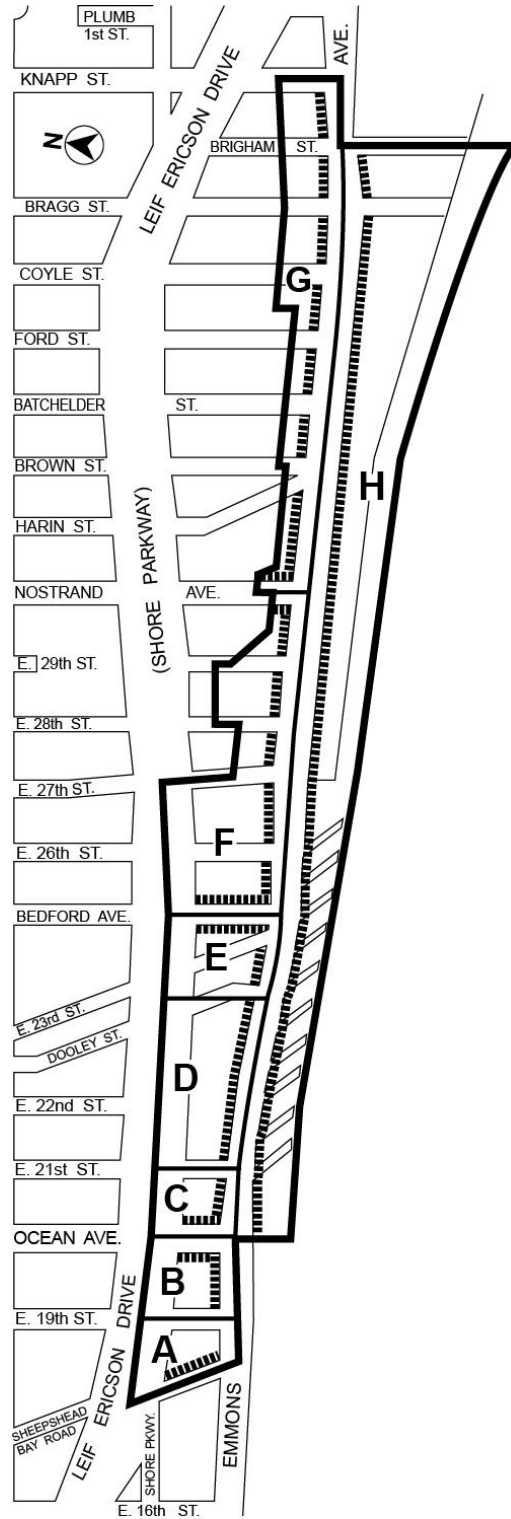 PLUMB
1st ST.
AVE.
KNAPP ST.
LEIF ERICSON DRIVE
N
BRIGHAM ST.
BRAGG ST.
COYLE ST.
G
FORD ST.
BATCHELDER ST.
BROWN ST.
H
HARIN ST.
(SHORE PARKWAY)
NOSTRAND AVE.
E. 29th ST.
E. 28th ST.
E. 27th ST.
F
E. 26th ST.
BEDFORD AVE.
E
E. 23rd ST.
DOOLEY ST.
D
E. 22nd ST.
E. 21st ST.
C
OCEAN AVE.
B
E. 19th ST.
LEIF ERICSON DRIVE
A
SHEEPSHEAD
BAY ROAD
SHORE PKWY.
EMMONS
E. 16th ST.